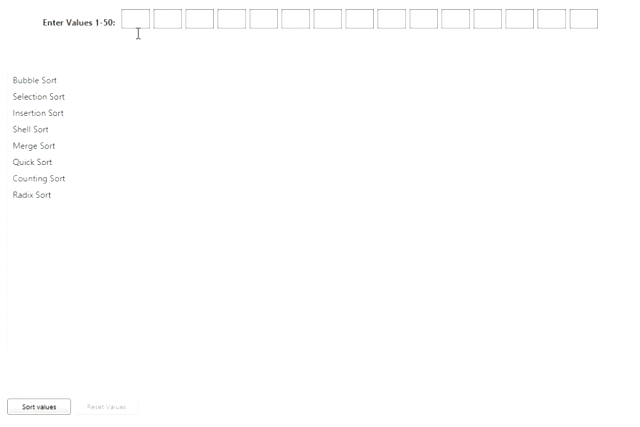 Enter Values 1-50:
Bubble Sort
Selection Sort
Insertion Sort
Shell Sort
Merge Sort
Quick Sort
Counting Sort
Radix Sort
Sort values
Reset Values